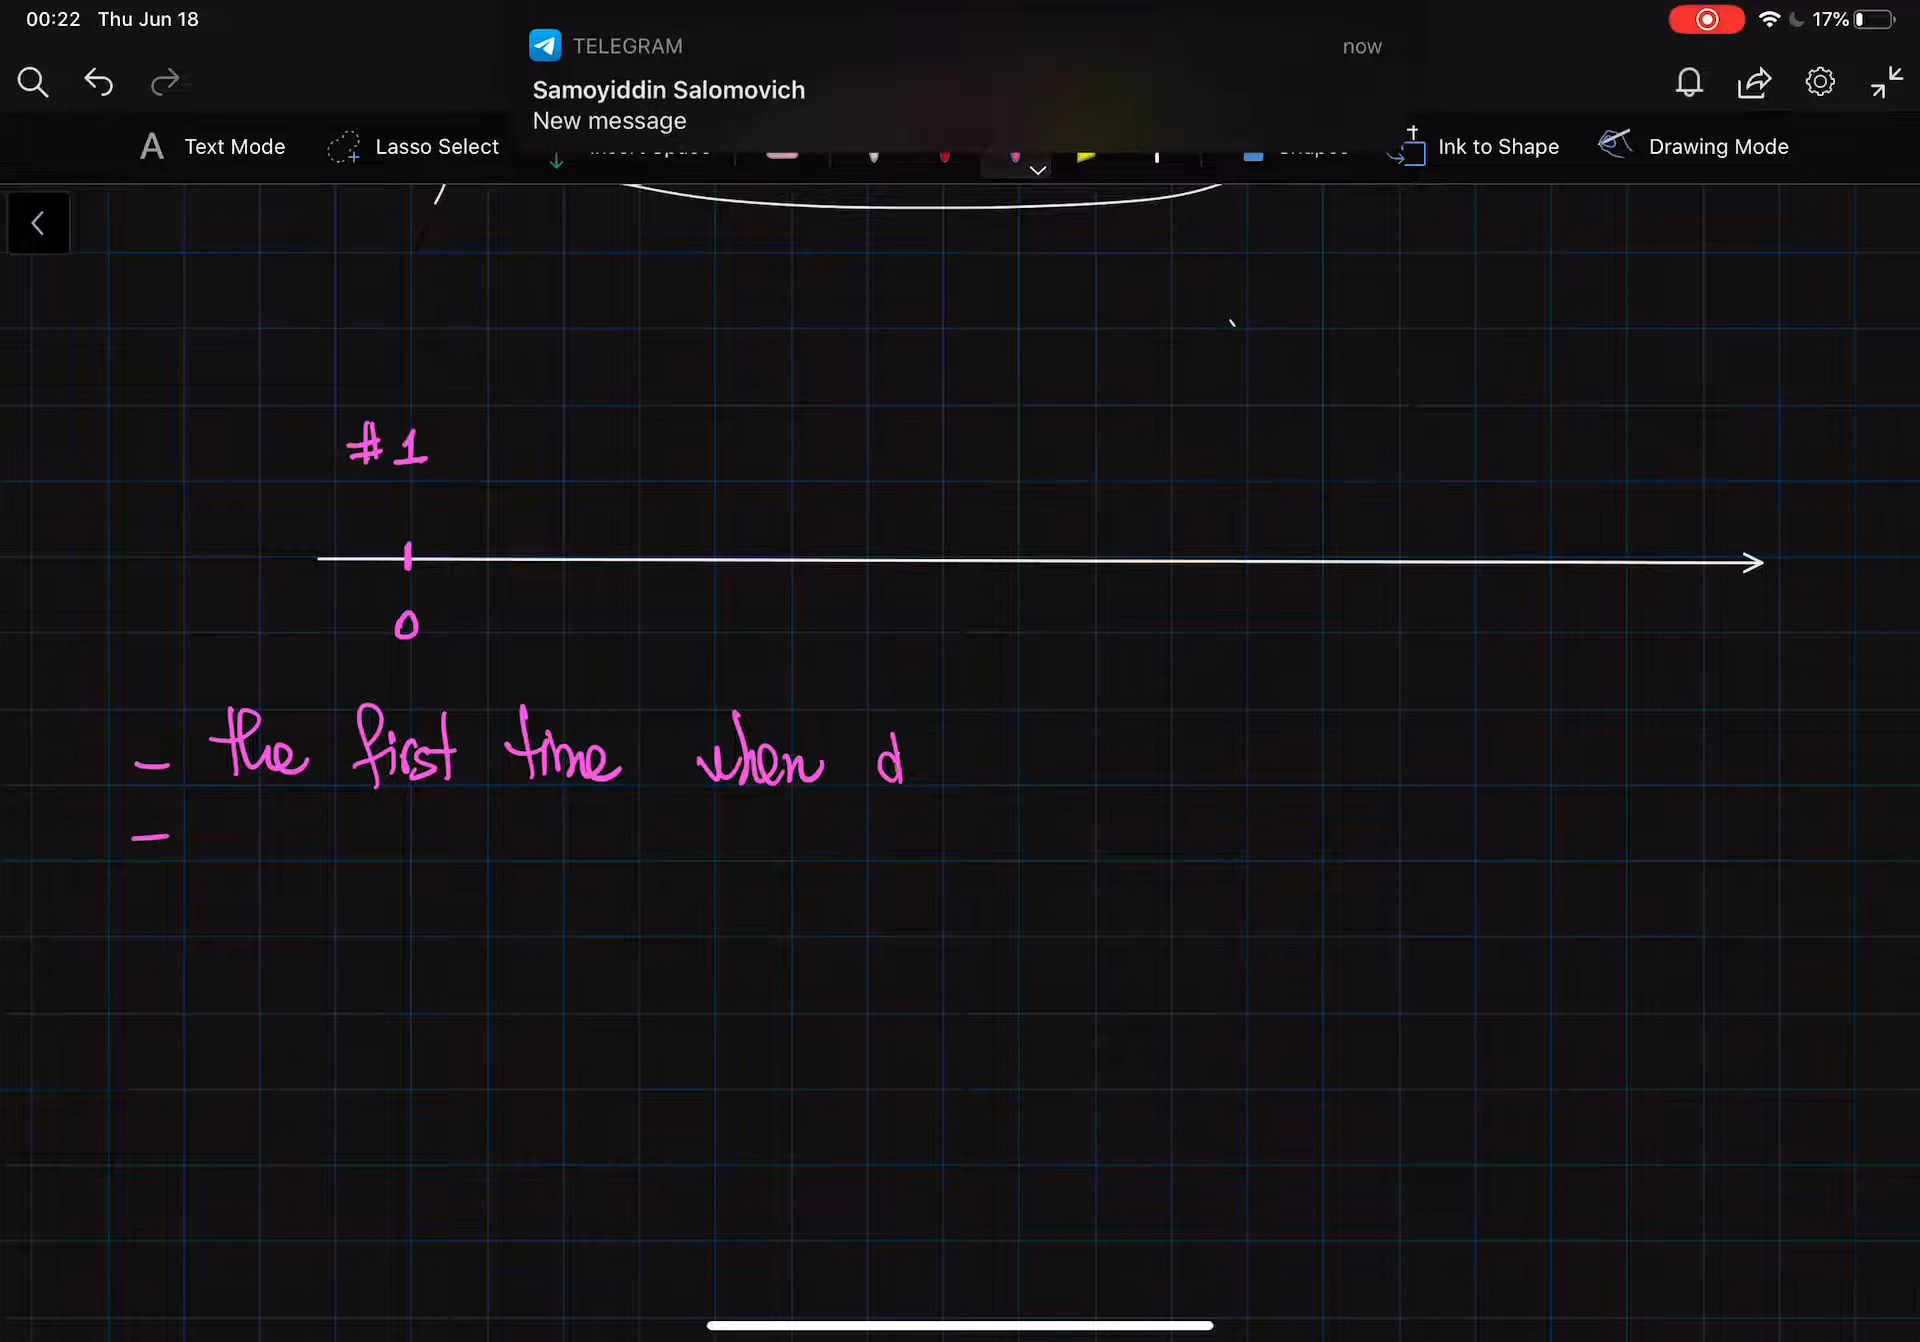 00:22 Thu Jun 18
17%
TELEGRAM
now
Samoyiddin Salomovich
New message
Text Mode
Lasso Select
Ink to Shape
Drawing Mode
#1
0
- the first time when d
-